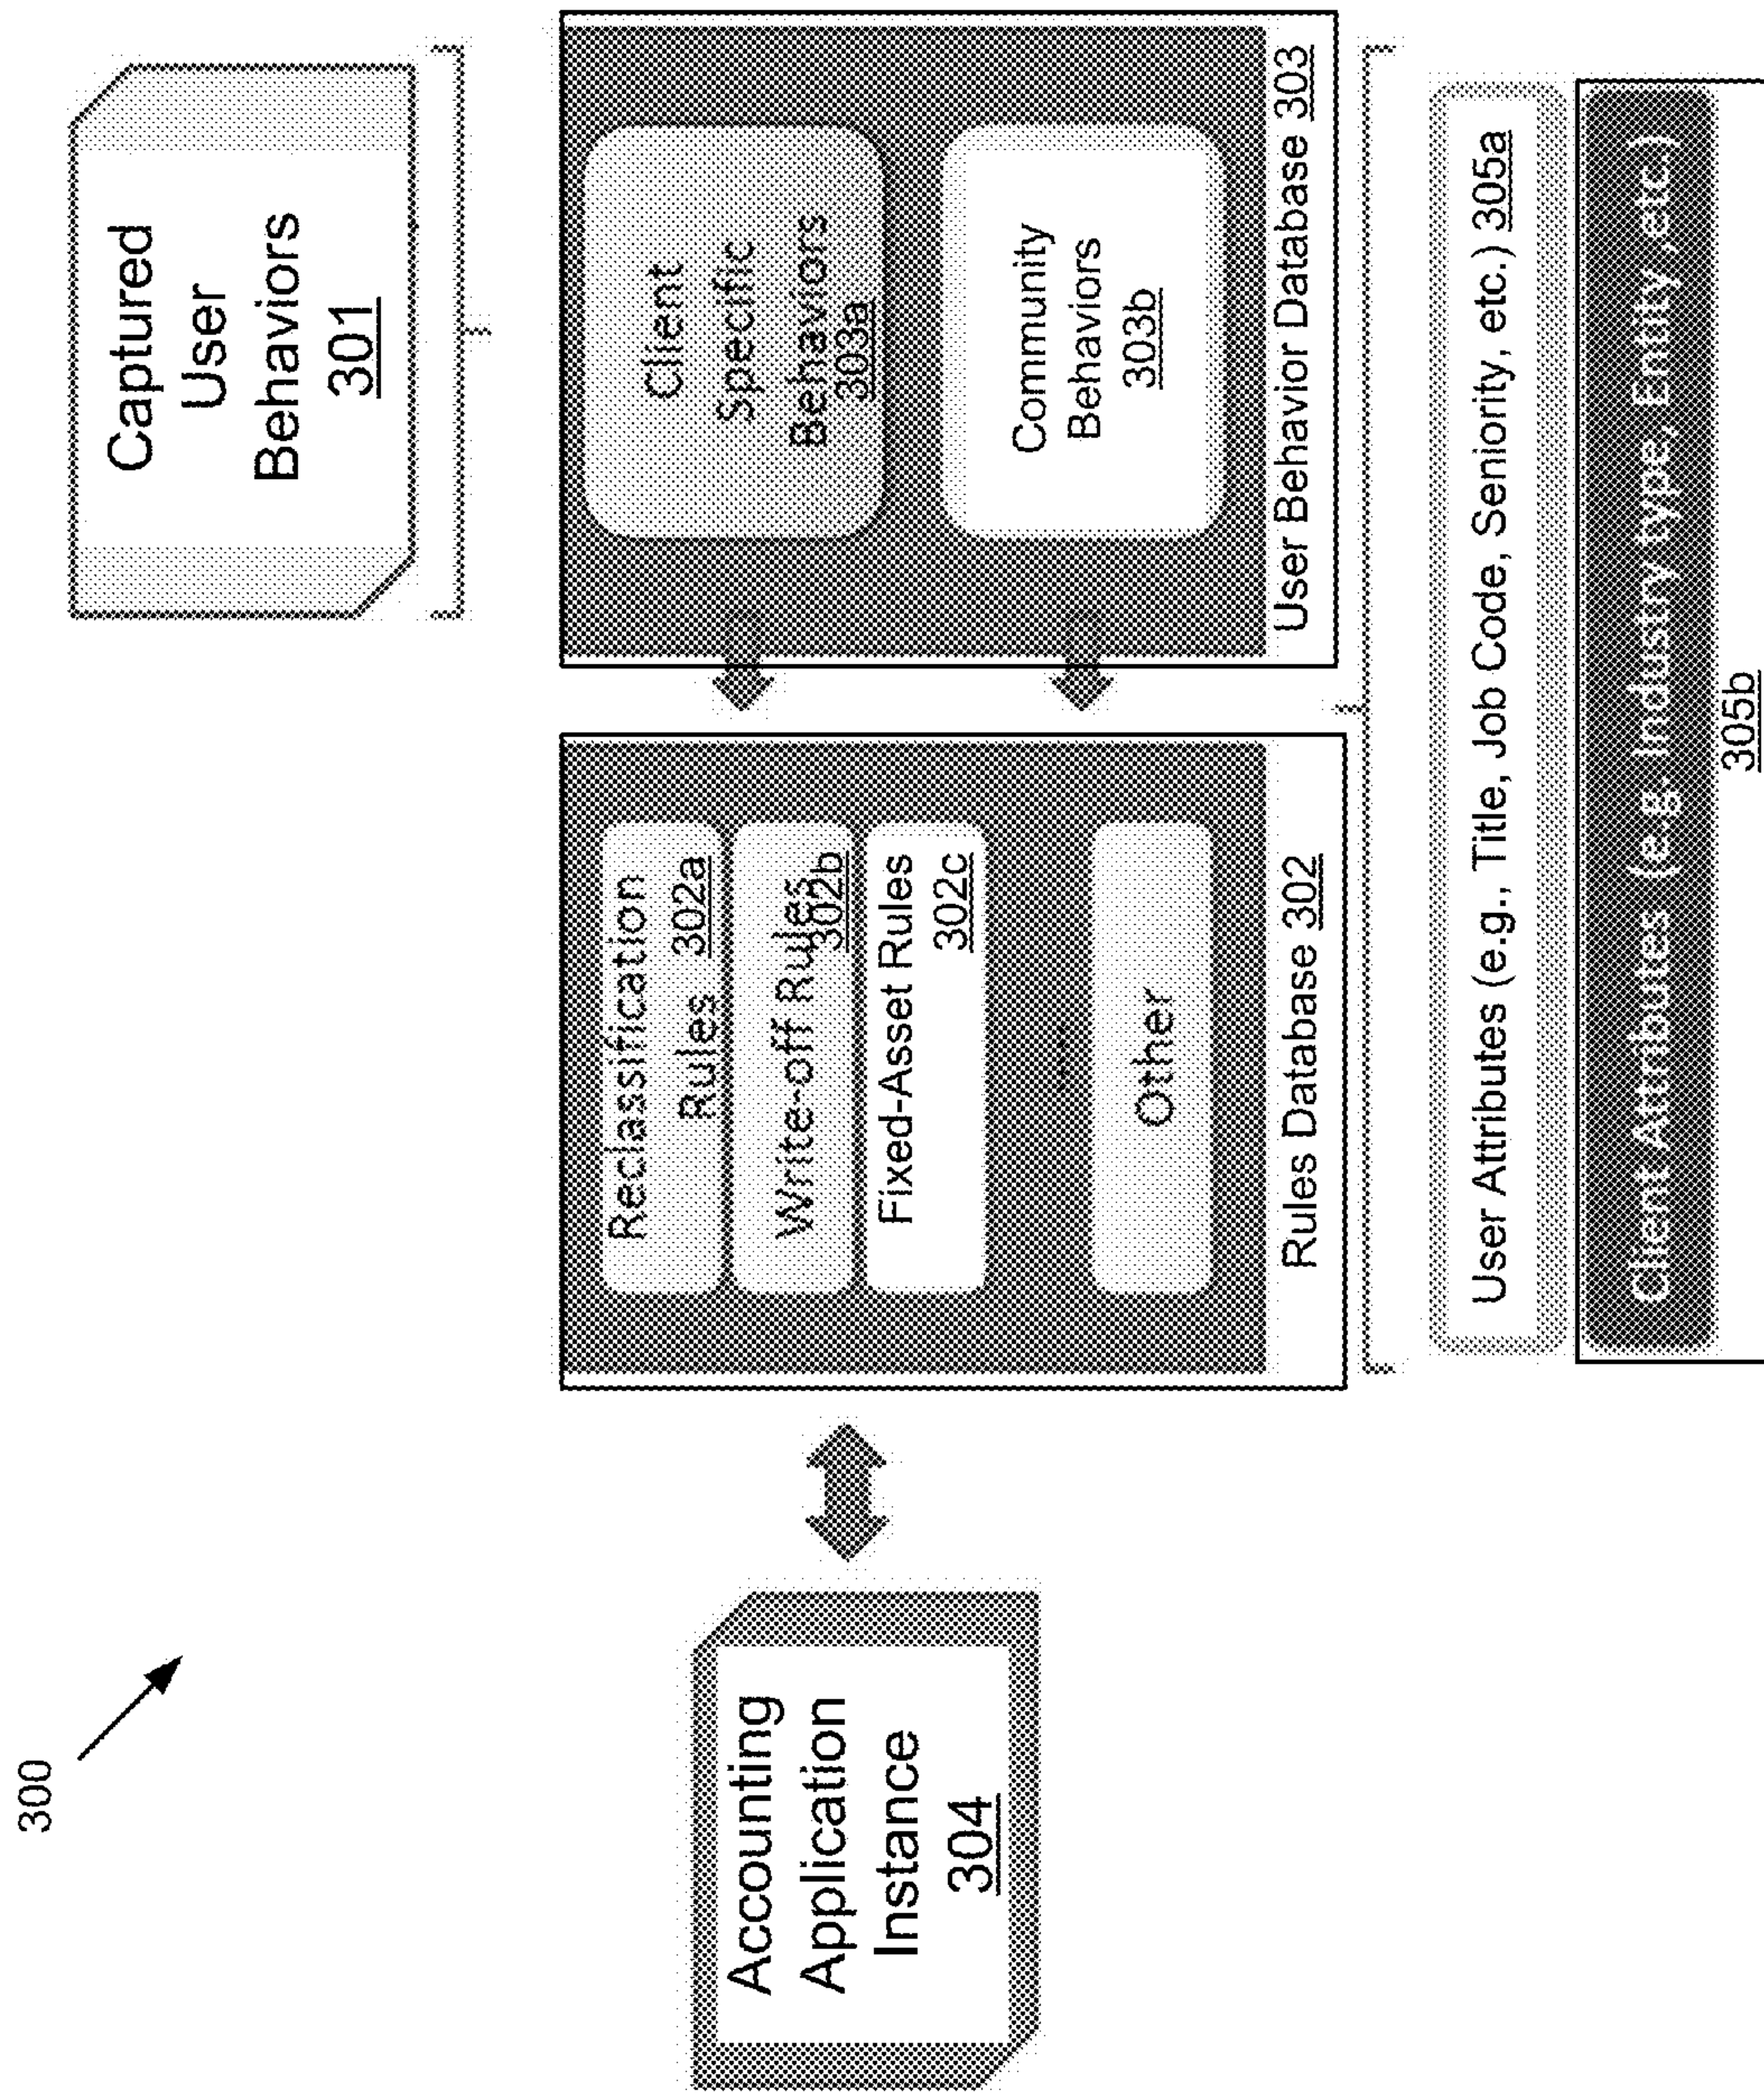 300
Captured
User
Behaviors
301
Accounting
Application
Instance
304
Reclassification
Rules 302a
Write-off Rules
302b
Fixed-Asset Rules
302c
Other
Rules Database 302
Client
Specific
Behaviors
303a
Community
Behaviors
303b
User Behavior Database 303
User Attributes (e.g., Title, Job Code, Seniority, etc.) 305a
Client Attributes (e.g. Industry type, Entity ,etc.)
305b